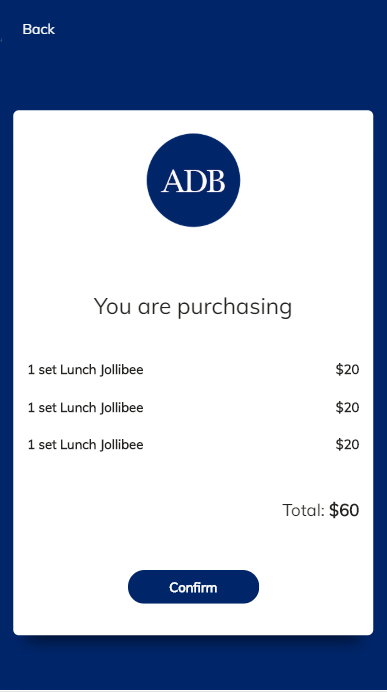 Back
ADB
You are purchasing
1 set Lunch Jollibee $20
1 set Lunch Jollibee $20
1 set Lunch Jollibee $20
Total: $60
Confirm